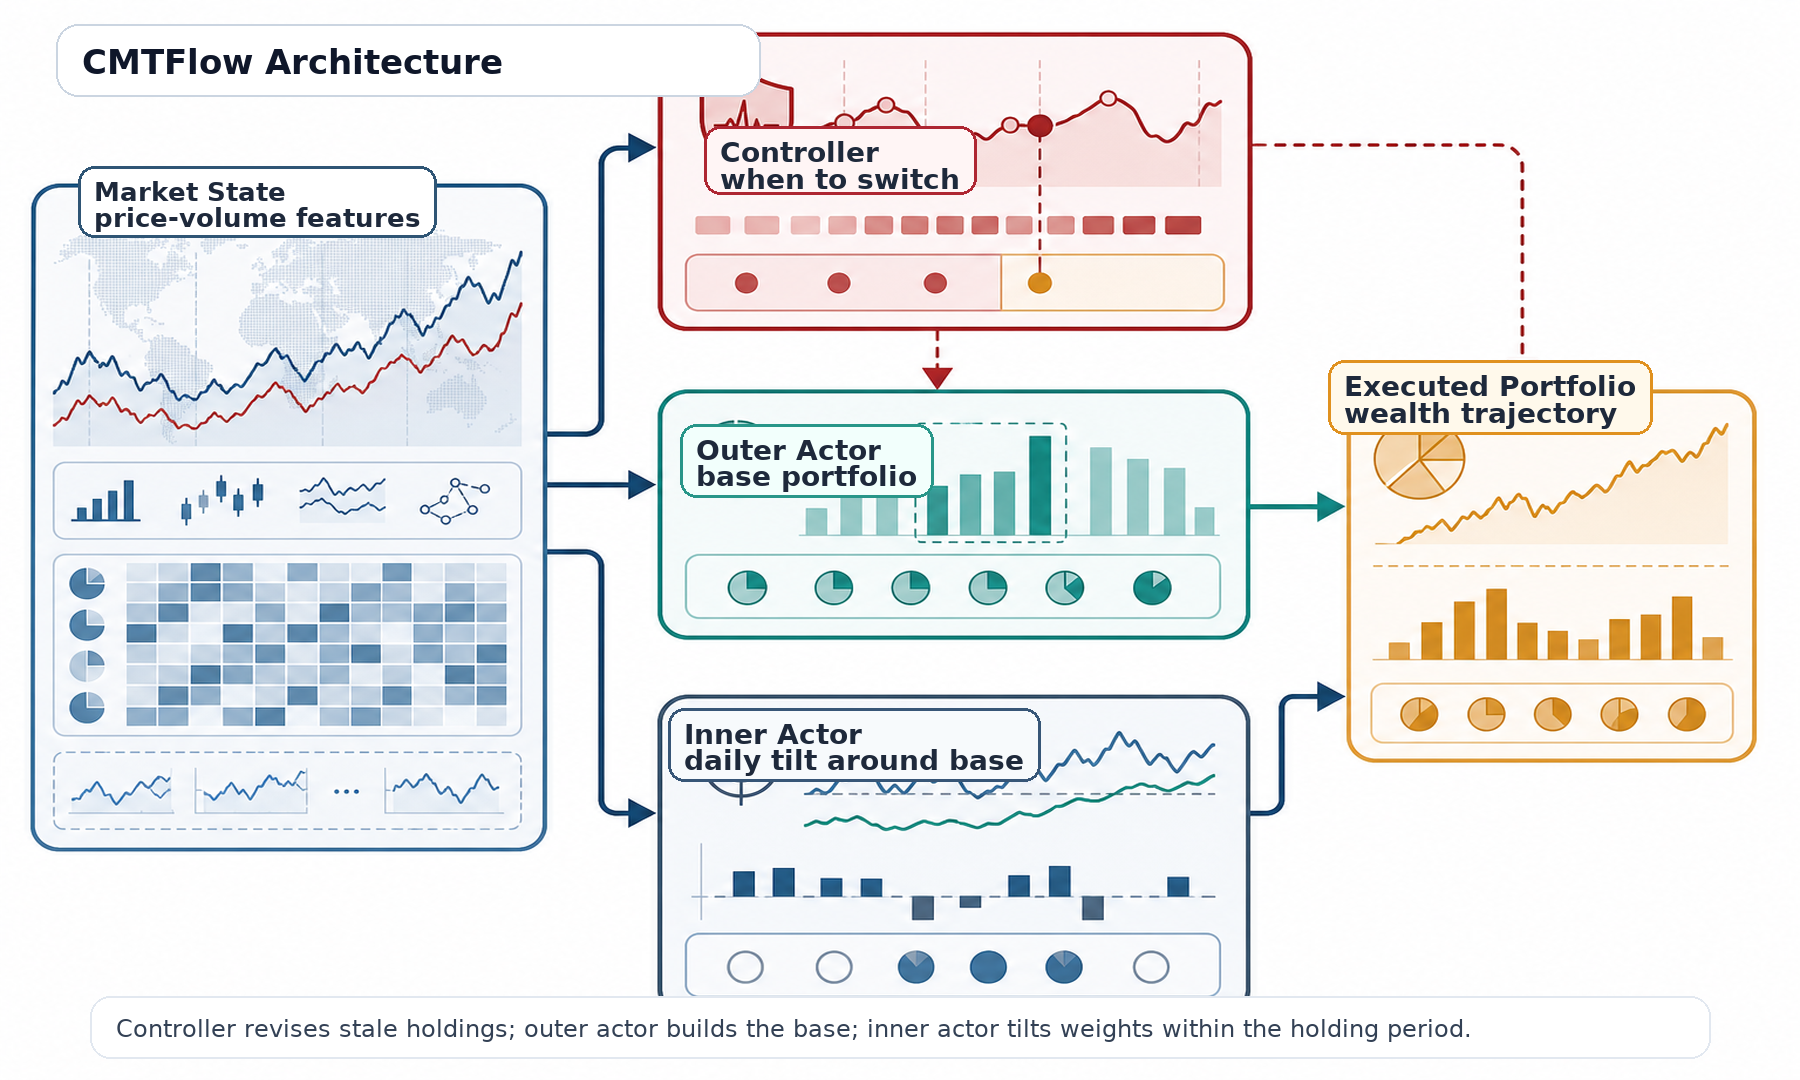 CMTFlow Architecture
Market State
price-volume features
Controller
when to switch
Outer Actor
base portfolio
Inner Actor
daily tilt around base
Executed Portfolio
wealth trajectory
Controller revises stale holdings; outer actor builds the base; inner actor tilts weights within the holding period.